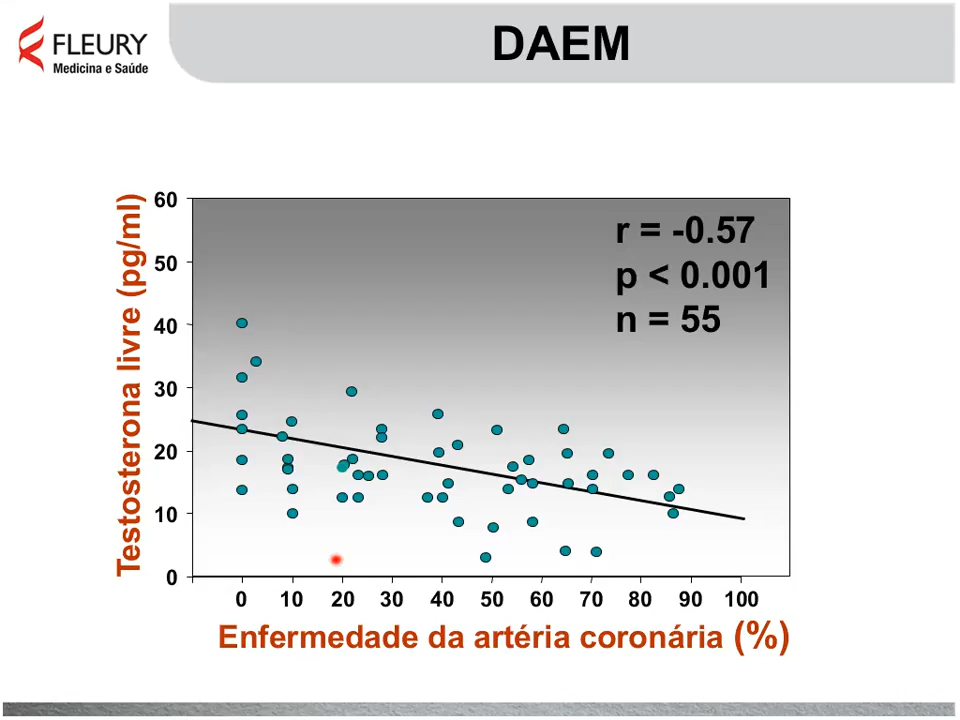 FLEURY
Medicina e Saúde
DAEM
r = -0.57
p < 0.001
n = 55
Testosterona livre (pg/ml)
60
50
40
30
20
10
0
0 10 20 30 40 50 60 70 80 90 100
Enfermedade da artéria coronária (%)